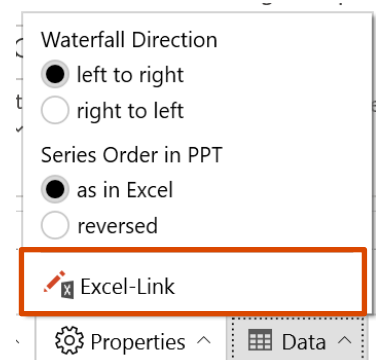 Waterfall Direction
left to right
right to left
Series Order in PPT
as in Excel
reversed
Excel-Link
Properties
Data